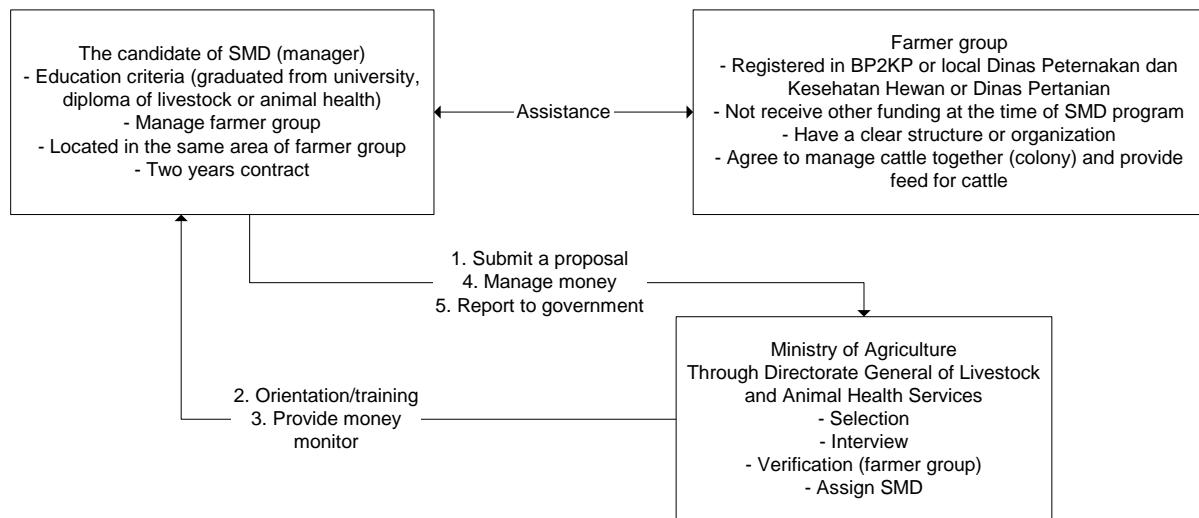 The candidate of SMD (manager)
- Education criteria (graduated from university,
diploma of livestock or animal health)
- Manage farmer group
- Located in the same area of farmer group
- Two years contract
Assistance
Farmer group
- Registered in BP2KP or local Dinas Peternakan dan
Kesehatan Hewan or Dinas Pertanian
- Not receive other funding at the time of SMD program
- Have a clear structure or organization
- Agree to manage cattle together (colony) and provide
feed for cattle
1. Submit a proposal
4. Manage money
5. Report to government
2. Orientation/training
3. Provide money
monitor
Ministry of Agriculture
Through Directorate General of Livestock
and Animal Health Services
- Selection
- Interview
- Verification (farmer group)
- Assign SMD